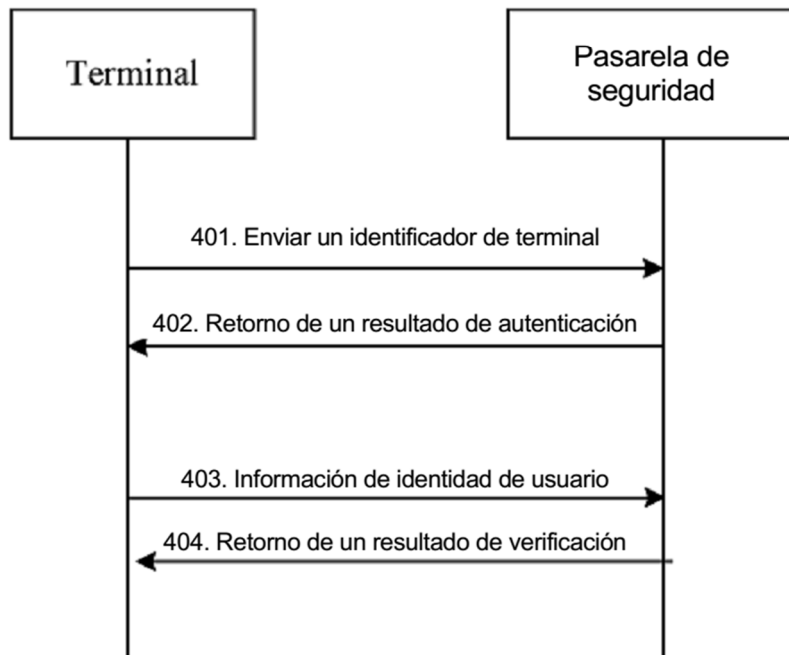 Terminal
Pasarela de
seguridad
401. Enviar un identificador de terminal
402. Retorno de un resultado de autenticación
403. Información de identidad de usuario
404. Retorno de un resultado de verificación